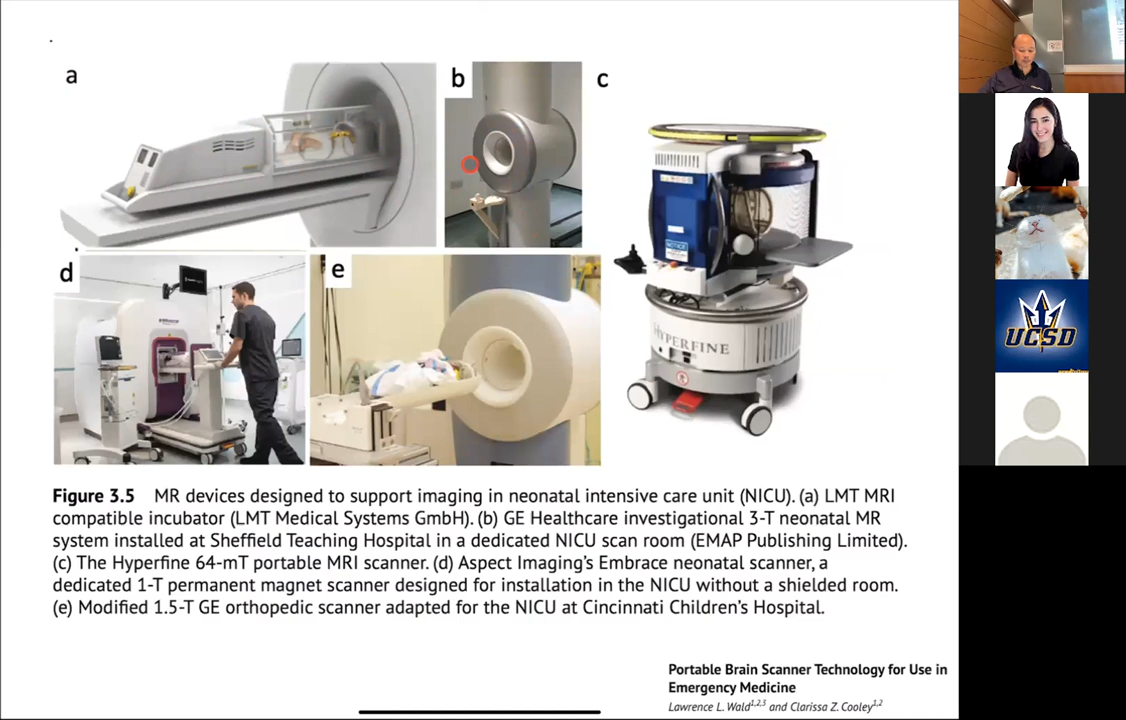 a
b
c
d
e
HYPERFINE
UCSD
Figure 3.5 MR devices designed to support imaging in neonatal intensive care unit (NICU). (a) LMT MRI
compatible incubator (LMT Medical Systems GmbH). (b) GE Healthcare investigational 3-T neonatal MR
system installed at Sheffield Teaching Hospital in a dedicated NICU scan room (EMAP Publishing Limited).
(c) The Hyperfine 64-mT portable MRI scanner. (d) Aspect Imaging's Embrace neonatal scanner, a
dedicated 1-T permanent magnet scanner designed for installation in the NICU without a shielded room.
(e) Modified 1.5-T GE orthopedic scanner adapted for the NICU at Cincinnati Children's Hospital.
Portable Brain Scanner Technology for Use in
Emergency Medicine
Lawrence L. Wald1,2,3 and Clarissa Z. Cooley1,2